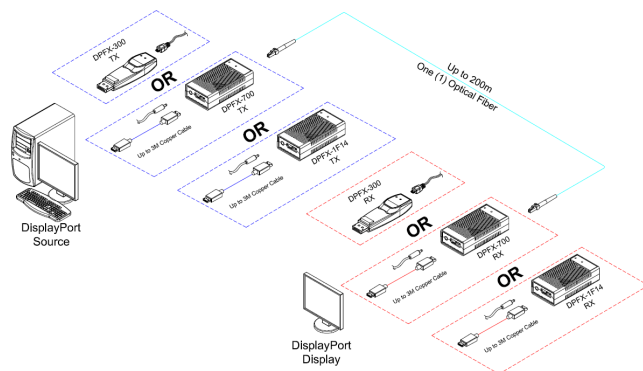 DPFX-300
TX
OR
DPFX-700
TX
Up to 3M Copper Cable
OR
DPFX-1F14
TX
Up to 3M Copper Cable
Up to 200m
One (1) Optical Fiber
DisplayPort
Source
DPFX-300
RX
OR
DPFX-700
RX
Up to 3M Copper Cable
OR
DPFX-1F14
RX
Up to 3M Copper Cable
DisplayPort
Display